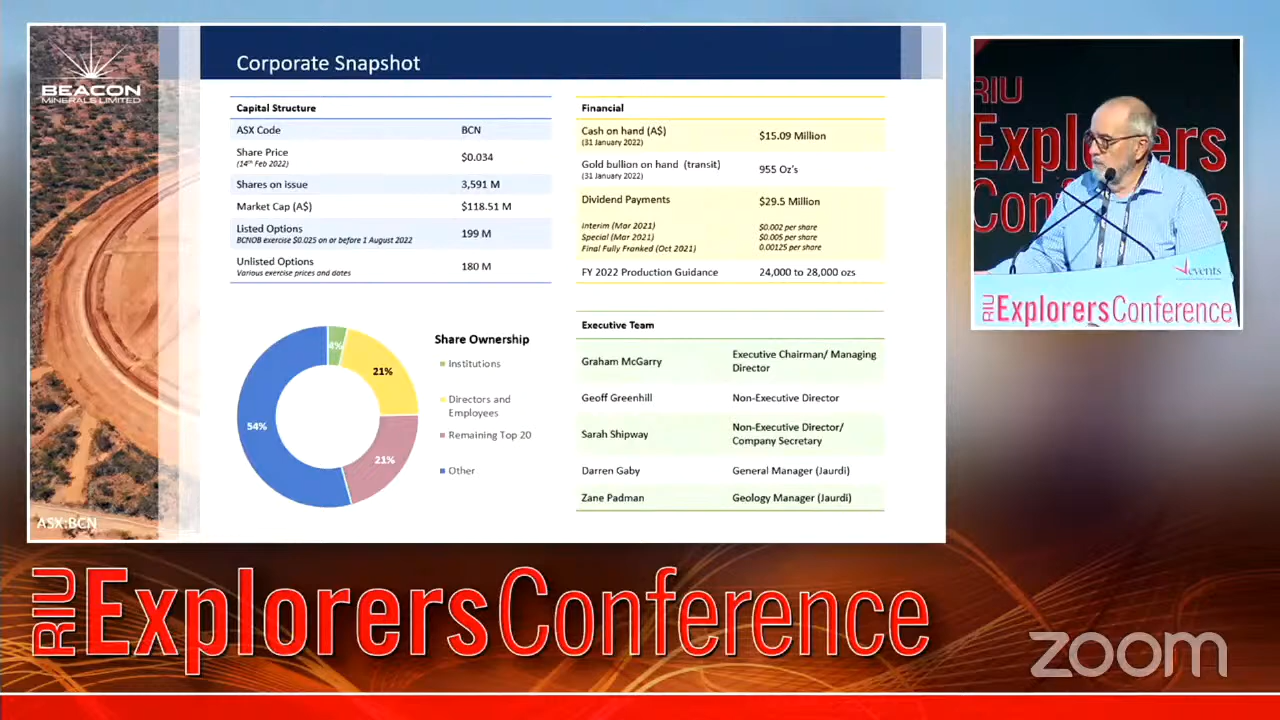 BEACON
MINERALS LIMITED
Corporate Snapshot
Capital Structure
ASX Code BCN
Share Price $0.034
(14th Feb 2022)
Shares on issue 3,591 M
Market Cap (A$) $118.51 M
Listed Options 199 M
BCNOB exercise $0.025 on or before 1 August 2022
Unlisted Options 180 M
Various exercise prices and dates
Financial
Cash on hand (A$) $15.09 Million
(31 January 2022)
Gold bullion on hand (transit) 955 Oz's
(31 January 2022)
Dividend Payments $29.5 Million
Interim (Mar 2021) $0.002 per share
Special (Mar 2021) $0.005 per share
Final Fully Franked (Oct 2021) 0.00125 per share
FY 2022 Production Guidance 24,000 to 28,000 ozs
Share Ownership
Institutions
Directors and
Employees
Remaining Top 20
Other
4%
21%
21%
54%
Executive Team
Graham McGarry Executive Chairman/ Managing
Director
Geoff Greenhill Non-Executive Director
Sarah Shipway Non-Executive Director/
Company Secretary
Darren Gaby General Manager (Jaurdi)
Zane Padman Geology Manager (Jaurdi)
ASX:BCN
RIU
Explorers
Con
events
RIU ExplorersConference
RIU ExplorersConference
zoom